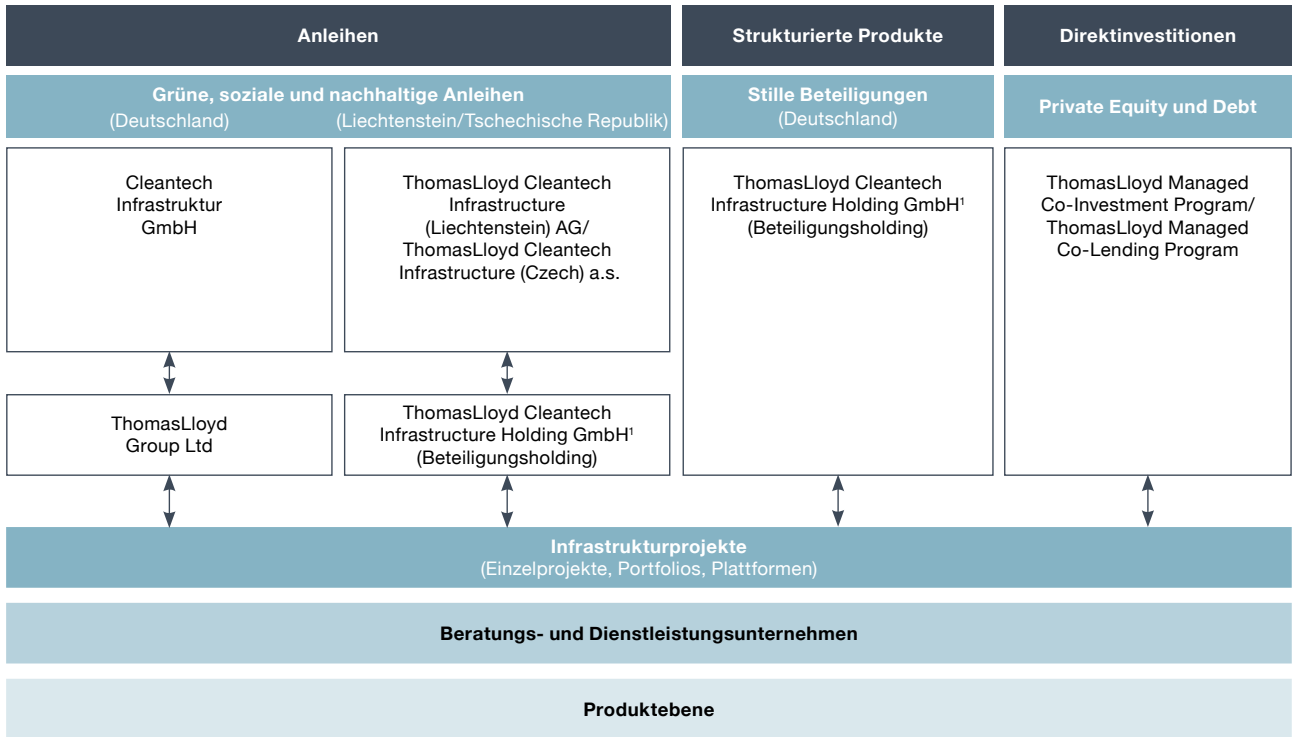 Anleihen
Strukturierte Produkte
Direktinvestitionen
Grüne, soziale und nachhaltige Anleihen
(Deutschland)
(Liechtenstein/Tschechische Republik)
Stille Beteiligungen
(Deutschland)
Private Equity und Debt
Cleantech
Infrastruktur
GmbH
ThomasLloyd Cleantech
Infrastructure
(Liechtenstein) AG/
ThomasLloyd Cleantech
Infrastructure (Czech) a.s.
ThomasLloyd Cleantech
Infrastructure Holding GmbH¹
(Beteiligungsholding)
ThomasLloyd Managed
Co-Investment Program/
ThomasLloyd Managed
Co-Lending Program
ThomasLloyd
Group Ltd
ThomasLloyd Cleantech
Infrastructure Holding GmbH¹
(Beteiligungsholding)
Infrastrukturprojekte
(Einzelprojekte, Portfolios, Plattformen)
Beratungs- und Dienstleistungsunternehmen
Produktebene